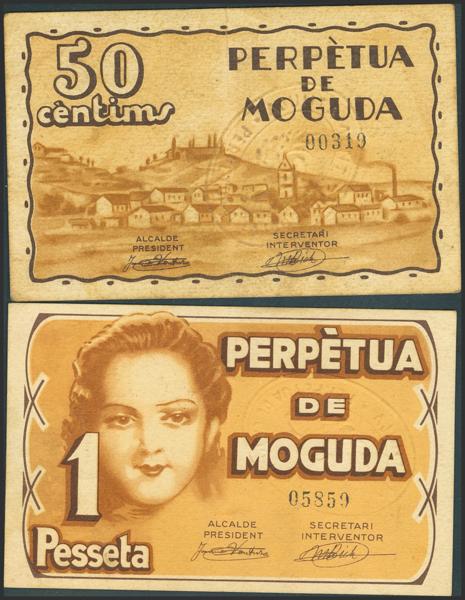 50
cèntims
PERPÈTUA
DE
MOGUDA
00319
ALCALDE
PRESIDENT
SECRETARI
INTERVENTOR
PERPÈTUA
DE
MOGUDA
1
Pesseta
05859
ALCALDE
PRESIDENT
SECRETARI
INTERVENTOR